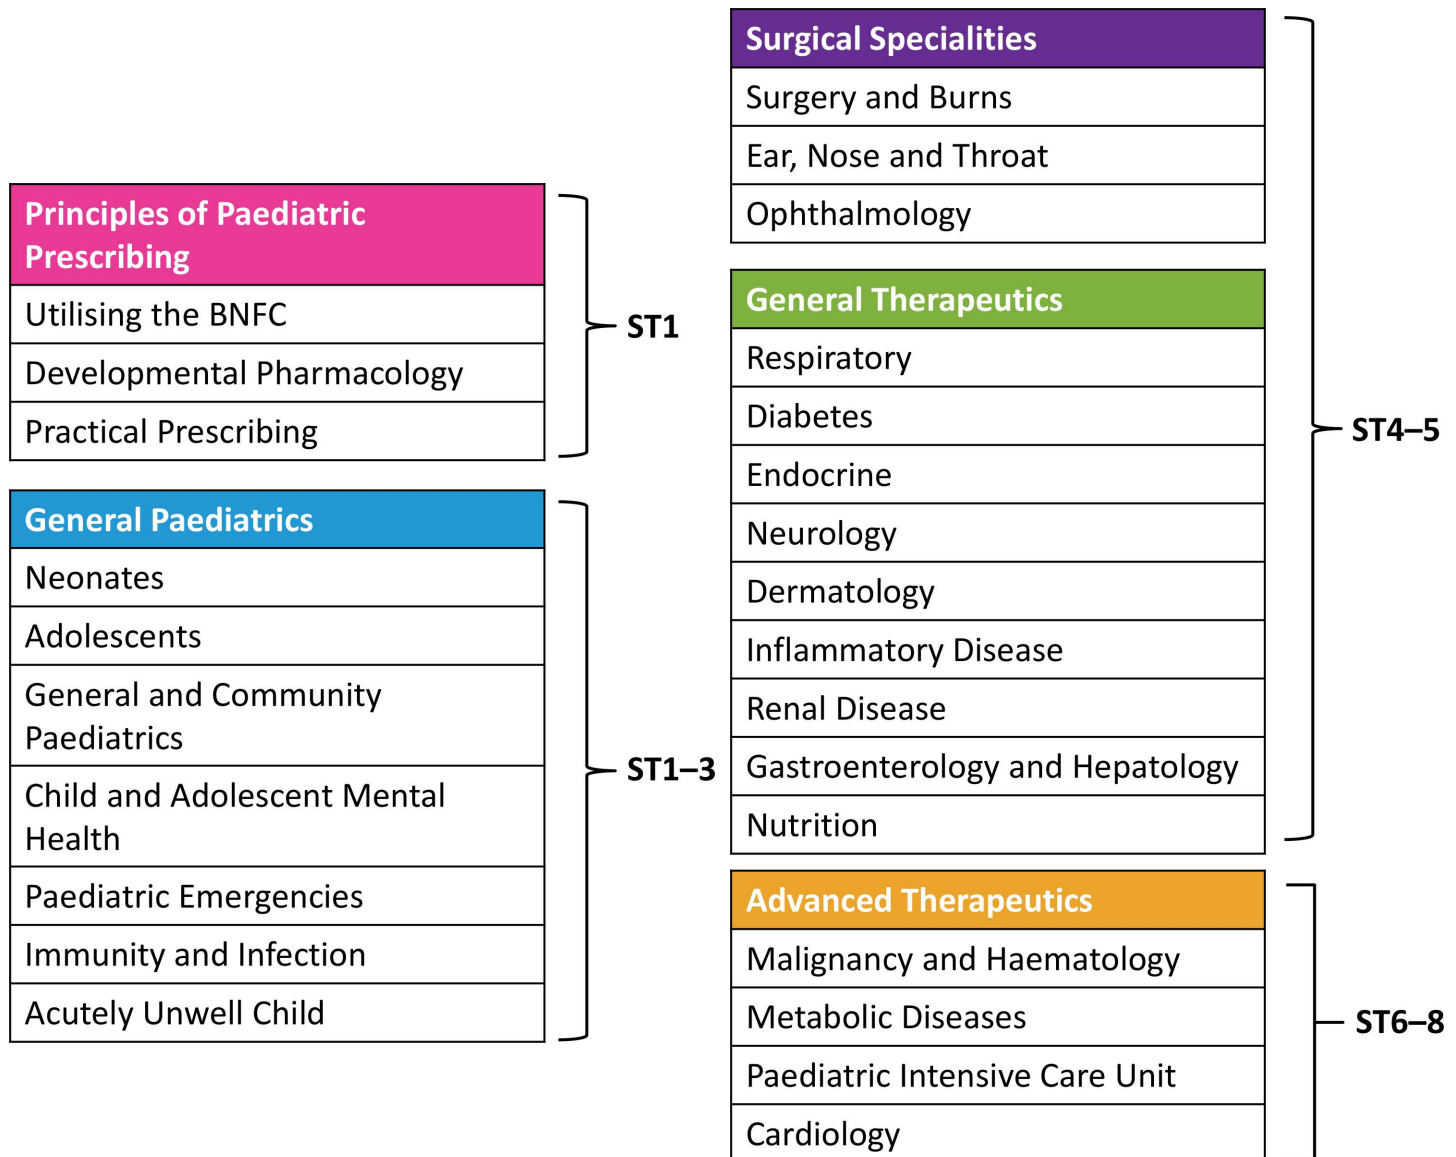 Principles of Paediatric
Prescribing
Utilising the BNFC
Developmental Pharmacology
Practical Prescribing
ST1
General Paediatrics
Neonates
Adolescents
General and Community
Paediatrics
Child and Adolescent Mental
Health
Paediatric Emergencies
Immunity and Infection
Acutely Unwell Child
ST1–3
Surgical Specialities
Surgery and Burns
Ear, Nose and Throat
Ophthalmology
General Therapeutics
Respiratory
Diabetes
Endocrine
Neurology
Dermatology
Inflammatory Disease
Renal Disease
Gastroenterology and Hepatology
Nutrition
ST4–5
Advanced Therapeutics
Malignancy and Haematology
Metabolic Diseases
Paediatric Intensive Care Unit
Cardiology
ST6–8